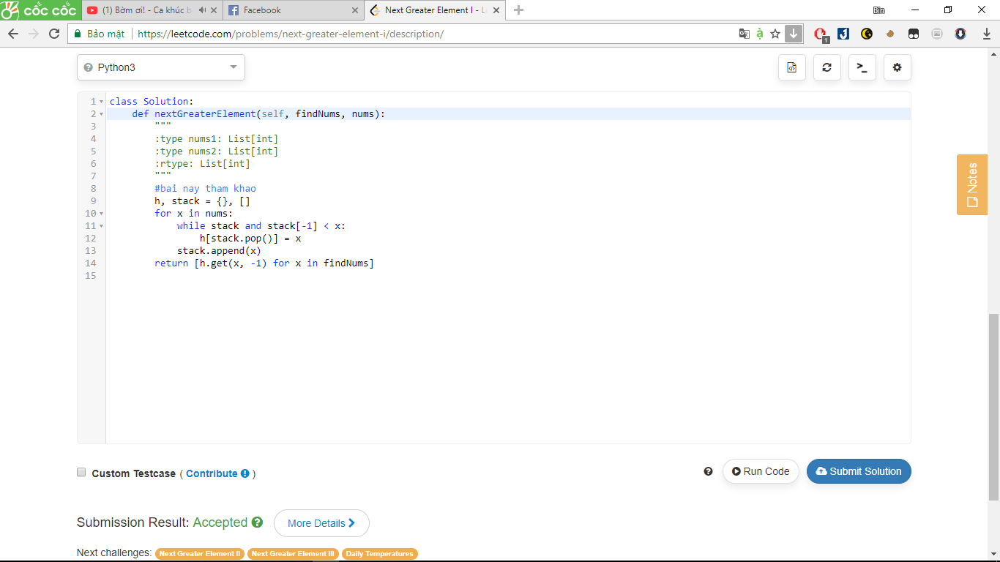 cốc cốc
(1) Bờm ơi! - Ca khúc b
Facebook
Next Greater Element I - L
Bin
Bảo mật
https://leetcode.com/problems/next-greater-element-i/description/
à
1
Python3
1 class Solution:
2     def nextGreaterElement(self, findNums, nums):
3         """
4         :type nums1: List[int]
5         :type nums2: List[int]
6         :rtype: List[int]
7         """
8         #bai nay tham khao
9         h, stack = {}, []
10         for x in nums:
11             while stack and stack[-1] < x:
12                 h[stack.pop()] = x
13             stack.append(x)
14         return [h.get(x, -1) for x in findNums]
15
Notes
Custom Testcase ( Contribute )
Run Code
Submit Solution
Submission Result: Accepted
More Details
Next challenges: Next Greater Element II Next Greater Element III Daily Temperatures